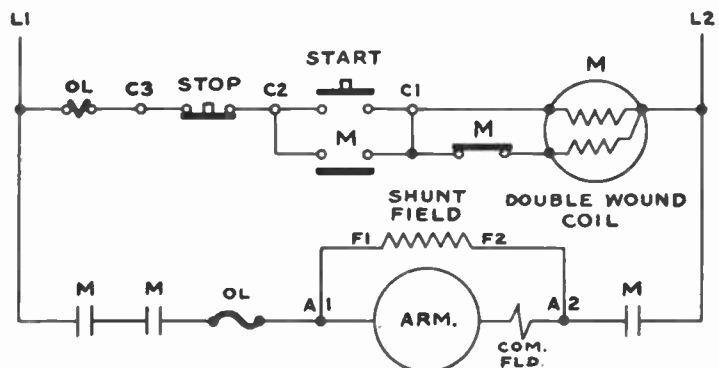 L1 L2
START
OL C3 STOP C2 C1 M
M M
SHUNT
FIELD
DOUBLE WOUND
COIL
F1 F2
M M OL A1 ARM. A2 M
COM.
FLD.